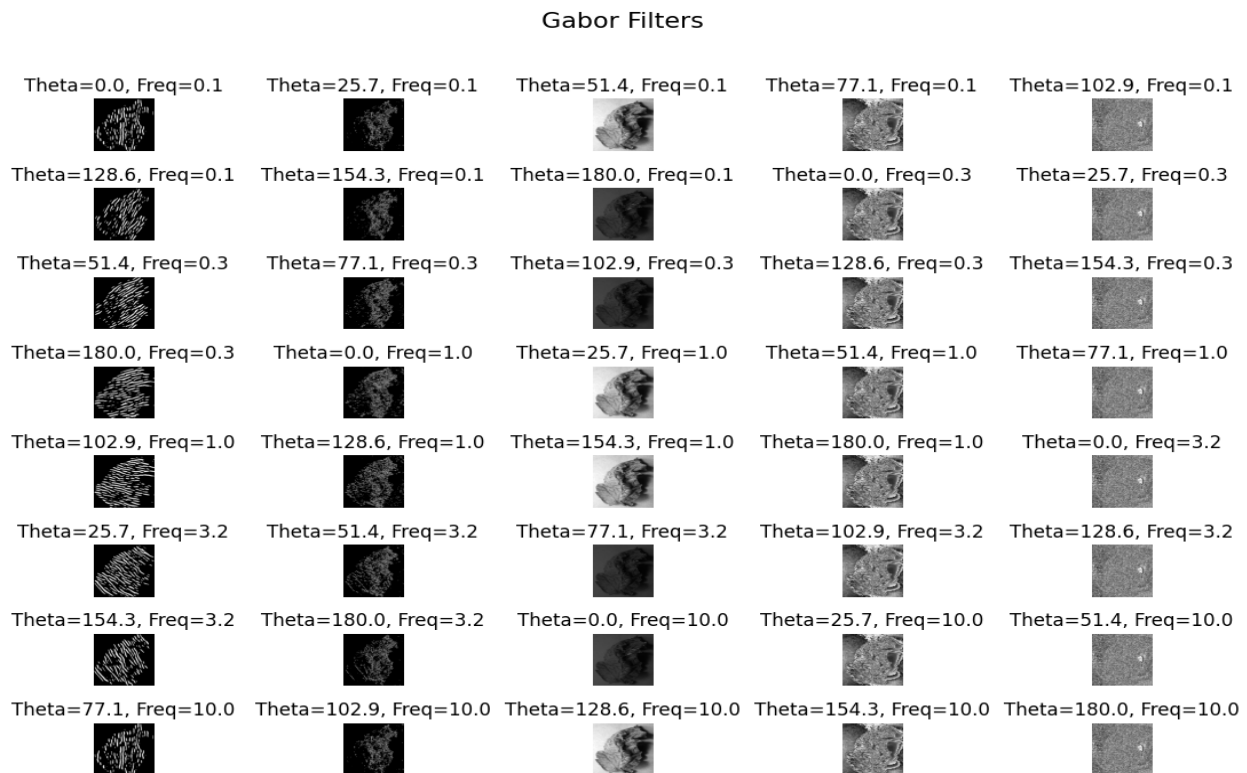 Gabor Filters
Theta=0.0, Freq=0.1 Theta=25.7, Freq=0.1 Theta=51.4, Freq=0.1 Theta=77.1, Freq=0.1 Theta=102.9, Freq=0.1
Theta=128.6, Freq=0.1 Theta=154.3, Freq=0.1 Theta=180.0, Freq=0.1 Theta=0.0, Freq=0.3 Theta=25.7, Freq=0.3
Theta=51.4, Freq=0.3 Theta=77.1, Freq=0.3 Theta=102.9, Freq=0.3 Theta=128.6, Freq=0.3 Theta=154.3, Freq=0.3
Theta=180.0, Freq=0.3 Theta=0.0, Freq=1.0 Theta=25.7, Freq=1.0 Theta=51.4, Freq=1.0 Theta=77.1, Freq=1.0
Theta=102.9, Freq=1.0 Theta=128.6, Freq=1.0 Theta=154.3, Freq=1.0 Theta=180.0, Freq=1.0 Theta=0.0, Freq=3.2
Theta=25.7, Freq=3.2 Theta=51.4, Freq=3.2 Theta=77.1, Freq=3.2 Theta=102.9, Freq=3.2 Theta=128.6, Freq=3.2
Theta=154.3, Freq=3.2 Theta=180.0, Freq=3.2 Theta=0.0, Freq=10.0 Theta=25.7, Freq=10.0 Theta=51.4, Freq=10.0
Theta=77.1, Freq=10.0 Theta=102.9, Freq=10.0 Theta=128.6, Freq=10.0 Theta=154.3, Freq=10.0 Theta=180.0, Freq=10.0